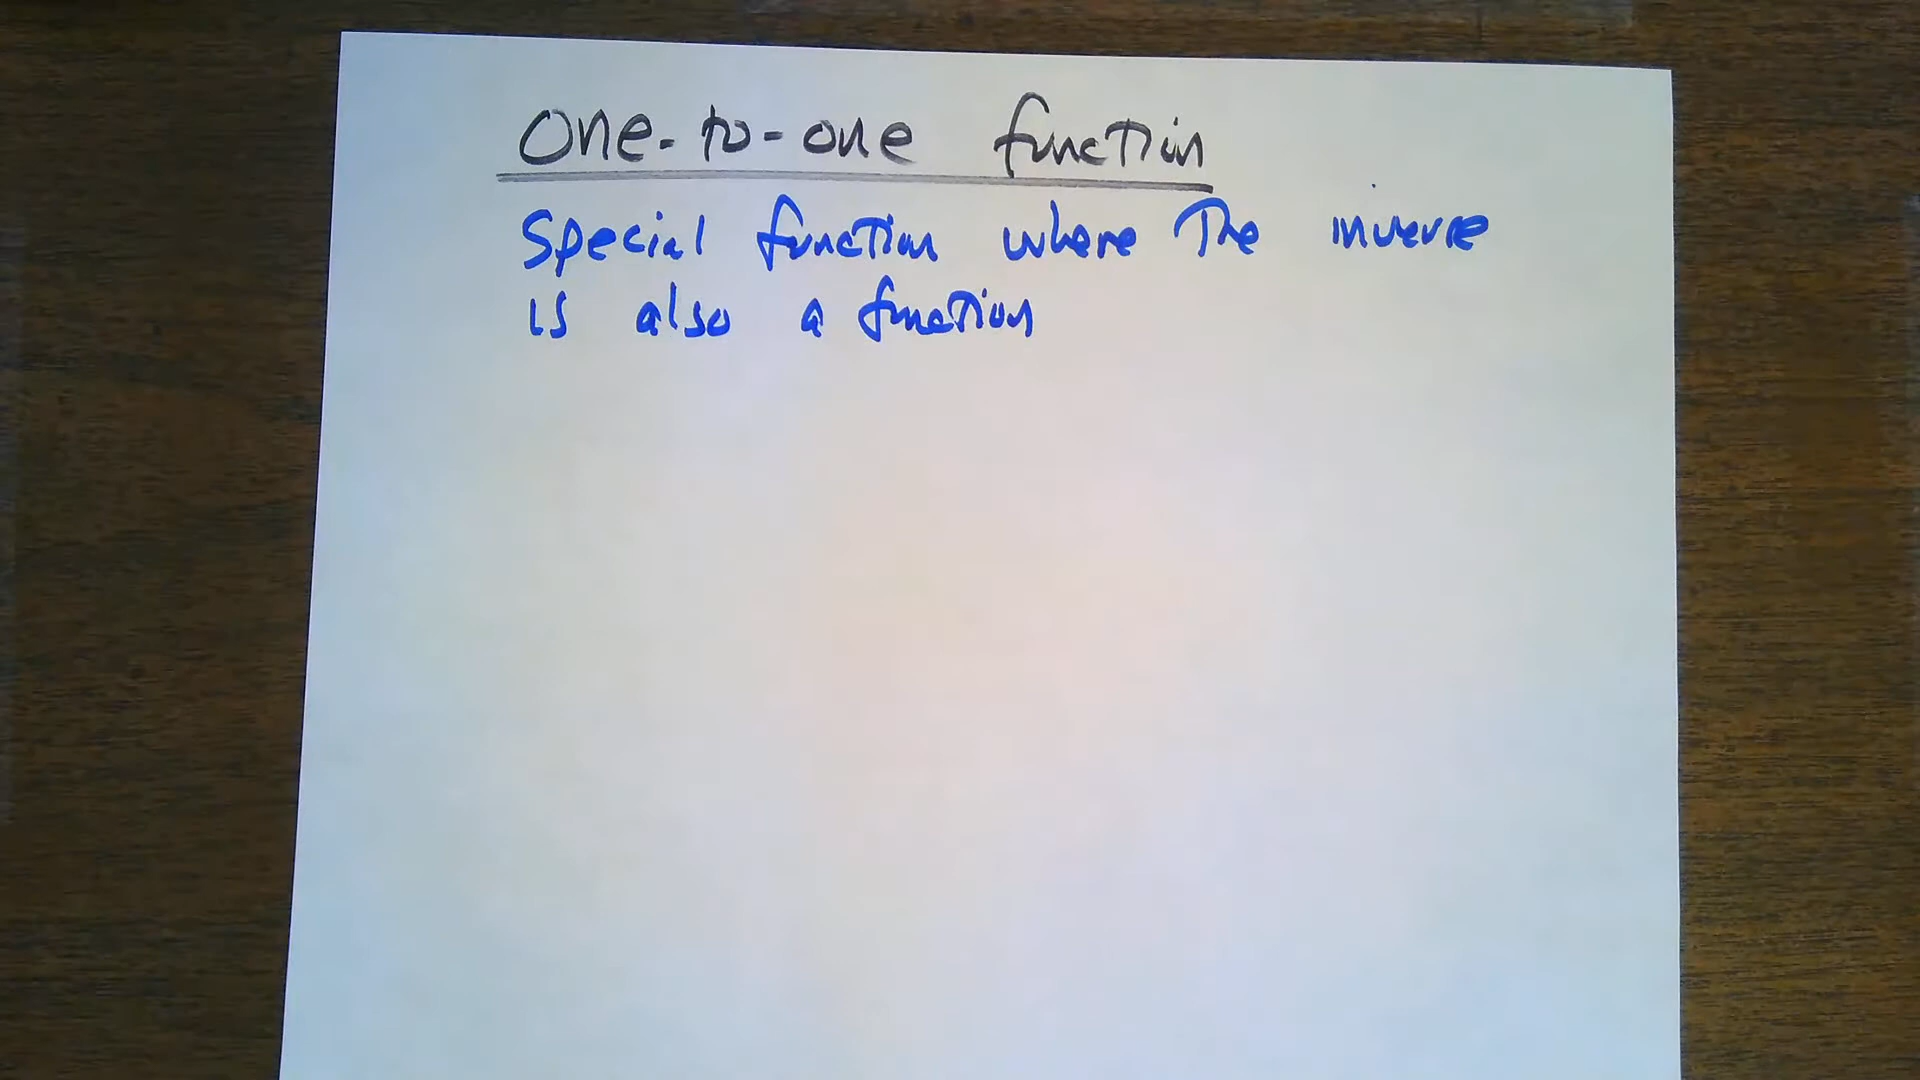 One-to-one function
Special function where The inverse
is also a function